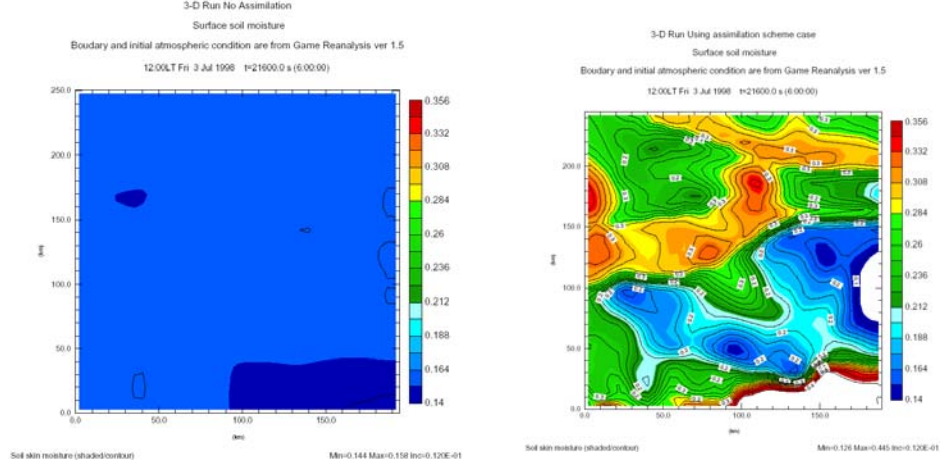 3-D Run No Assimilation
Surface soil moisture
Boudary and initial atmospheric condition are from Game Reanalysis ver 1.5
12:00LT Fri 3 Jul 1998 t=21600.0 s (6:00:00)
250.0
200.0
150.0
100.0
50.0
0.0
(km)
0.0
50.0
100.0
150.0
(km)
0.356
0.332
0.308
0.284
0.26
0.236
0.212
0.188
0.164
0.14
Soil skin moisture (shaded/contour)
Min=0.144 Max=0.158 Inc=0.120E-01
3-D Run Using assimilation scheme case
Surface soil moisture
Boudary and initial atmospheric condition are from Game Reanalysis ver 1.5
12:00LT Fri 3 Jul 1998 t=21600.0 s (6:00:00)
200.0
150.0
100.0
50.0
0.0
(km)
0.0
50.0
100.0
150.0
(km)
0.356
0.332
0.308
0.284
0.26
0.236
0.212
0.188
0.164
0.14
Soil skin moisture (shaded/contour)
Min=0.126 Max=0.445 Inc=0.120E-01